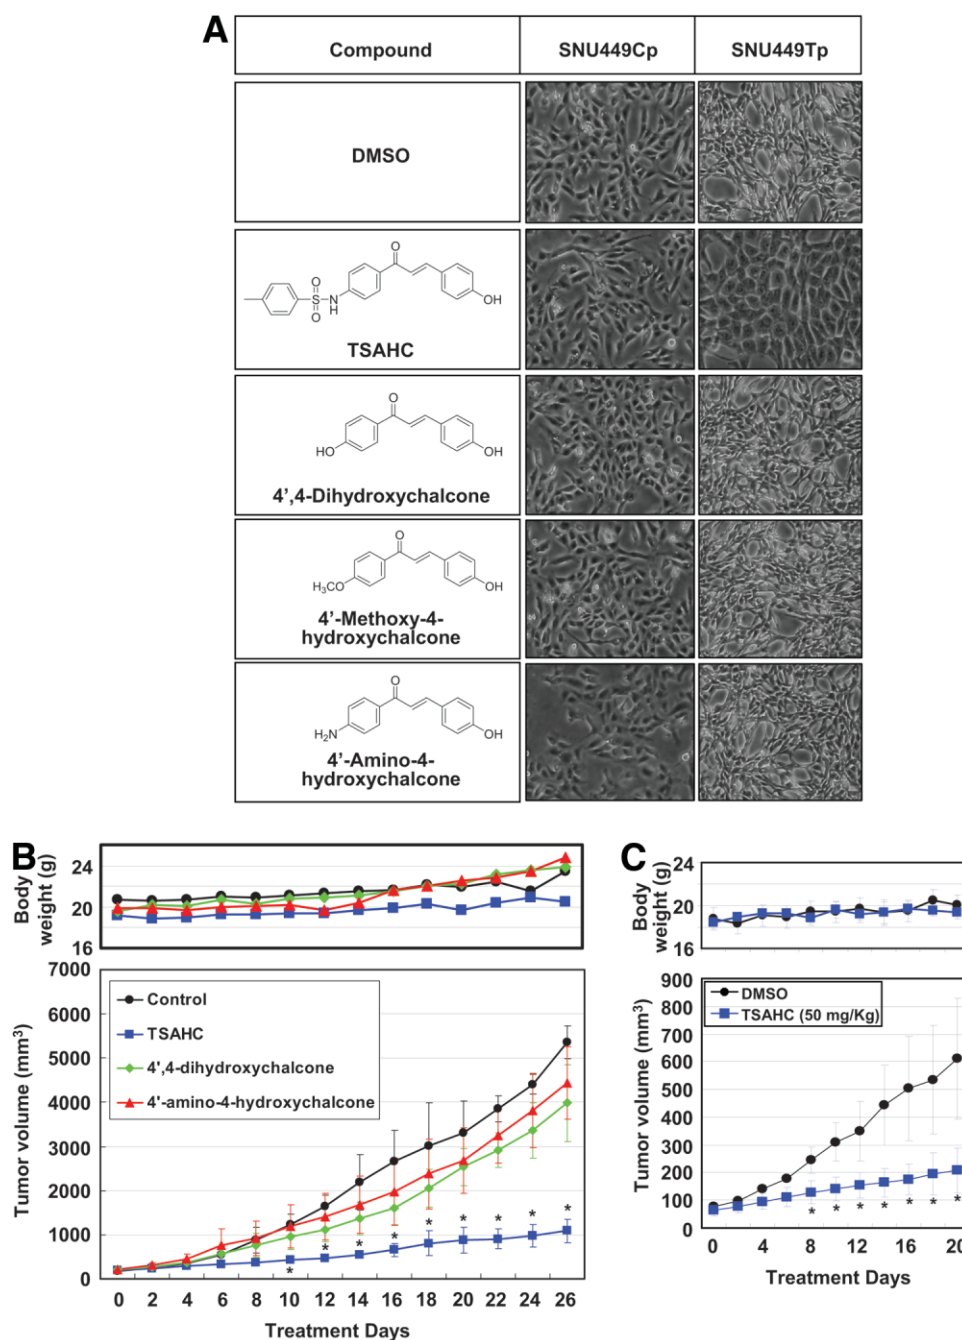 A
Compound SNU449Cp SNU449Tp
DMSO
O
O
S
N
H
O
OH
TSAHC
O
HO
OH
4',4-Dihydroxychalcone
O
H₃CO
OH
4'-Methoxy-4-
hydroxychalcone
O
H₂N
OH
4'-Amino-4-
hydroxychalcone
B
Body
weight (g)
24
20
16
Tumor volume (mm³)
7000
6000
5000
4000
3000
2000
1000
0
Control
TSAHC
4',4-dihydroxychalcone
4'-amino-4-hydroxychalcone
* * * * * * * * *
0 2 4 6 8 10 12 14 16 18 20 22 24 26
Treatment Days
C
Body
weight (g)
24
20
16
Tumor volume (mm³)
900
800
700
600
500
400
300
200
100
0
DMSO
TSAHC (50 mg/Kg)
* * * * * * *
0 4 8 12 16 20
Treatment Days